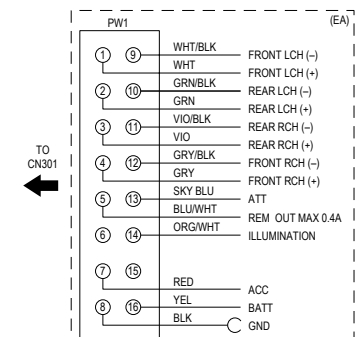 (EA)
PW1
TO
CN301
1 9 WHT/BLK FRONT LCH (–)
WHT FRONT LCH (+)
2 10 GRN/BLK REAR LCH (–)
GRN REAR LCH (+)
3 11 VIO/BLK REAR RCH (–)
VIO REAR RCH (+)
4 12 GRY/BLK FRONT RCH (–)
GRY FRONT RCH (+)
5 13 SKY BLU ATT
BLU/WHT REM OUT MAX 0.4A
6 14 ORG/WHT ILLUMINATION
7 15
RED ACC
8 16 YEL BATT
BLK GND